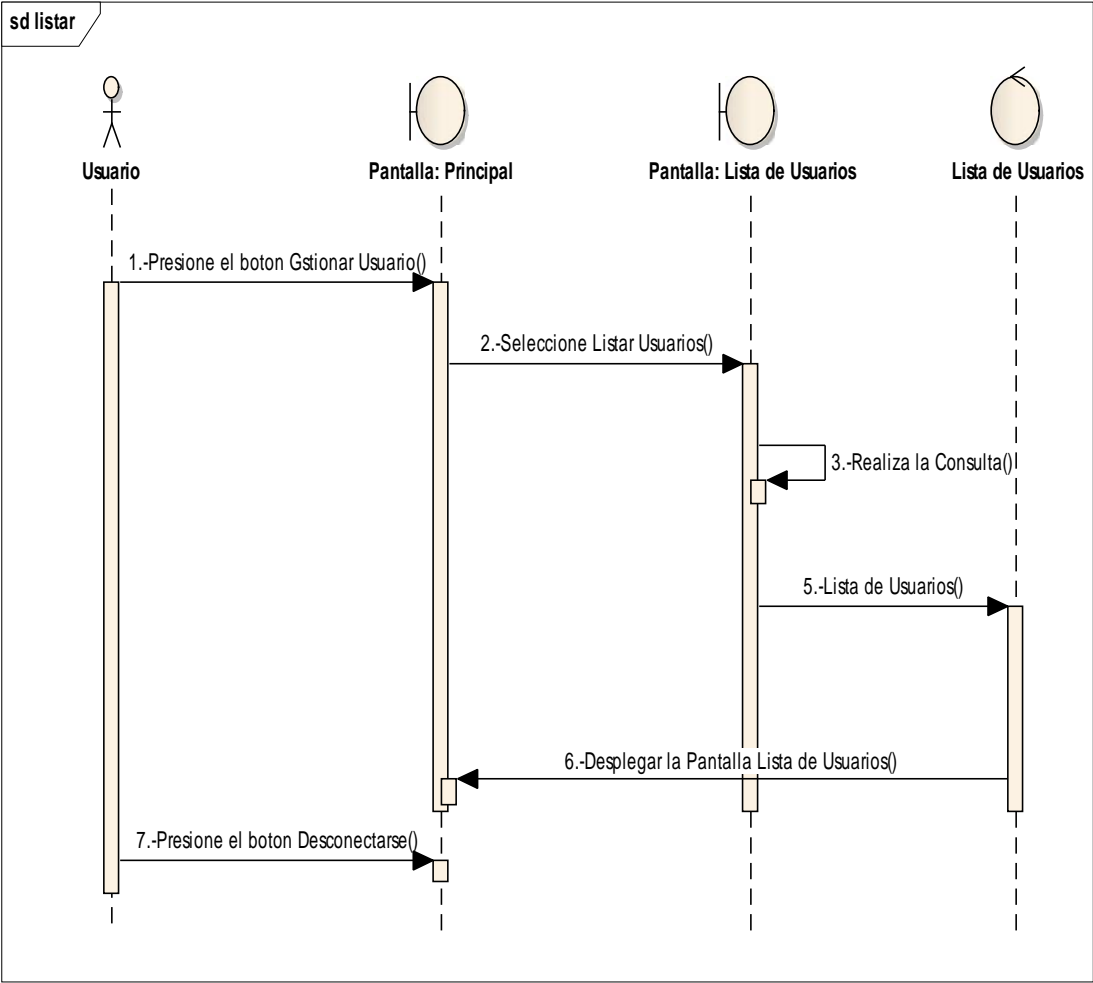 sd listar
Usuario
Pantalla: Principal
Pantalla: Lista de Usuarios
Lista de Usuarios
1.-Presione el boton Gstionar Usuario()
2.-Seleccione Listar Usuarios()
3.-Realiza la Consulta()
5.-Lista de Usuarios()
6.-Desplegar la Pantalla Lista de Usuarios()
7.-Presione el boton Desconectarse()